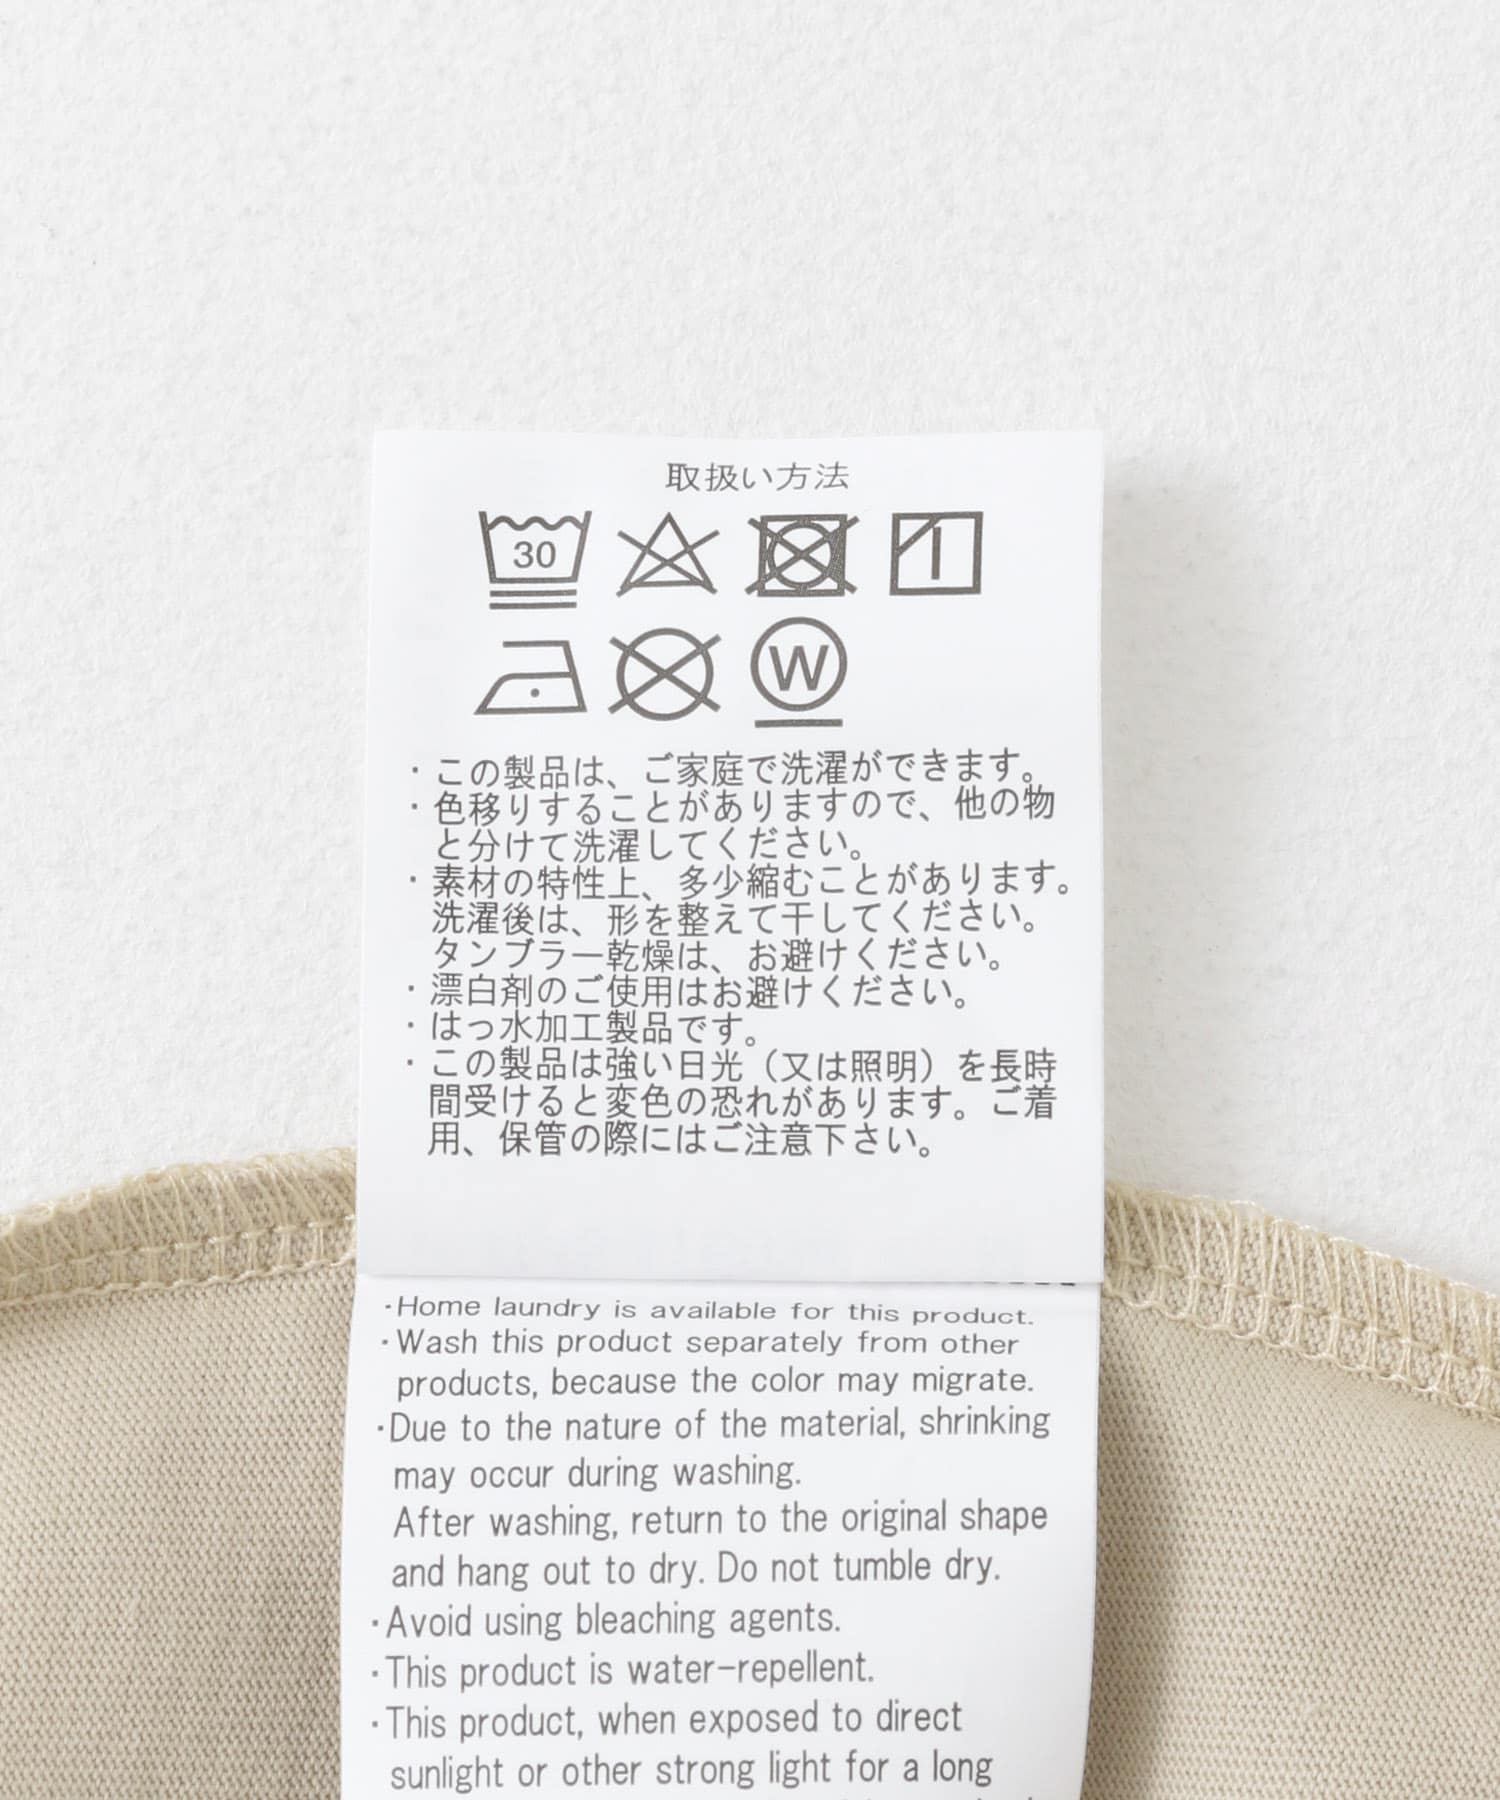 取扱い方法
30
W
・この製品は、ご家庭で洗濯ができます。
・色移りすることがありますので、他の物
と分けて洗濯してください。
・素材の特性上、多少縮むことがあります。
洗濯後は、形を整えて干してください。
タンブラー乾燥は、お避けください。
・漂白剤のご使用はお避けください。
・はっ水加工製品です。
・この製品は強い日光（又は照明）を長時
間受けると変色の恐れがあります。ご着
用、保管の際にはご注意下さい。
・Home laundry is available for this product.
・Wash this product separately from other
products, because the color may migrate.
・Due to the nature of the material, shrinking
may occur during washing.
After washing, return to the original shape
and hang out to dry. Do not tumble dry.
・Avoid using bleaching agents.
・This product is water-repellent.
・This product, when exposed to direct
sunlight or other strong light for a long